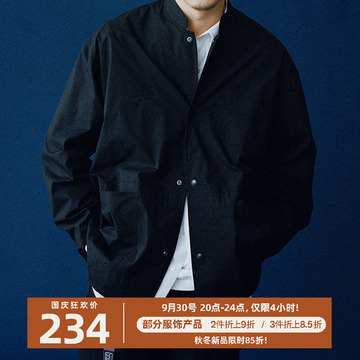 国庆狂欢价
234
9月30号 20点-24点，仅限4小时!
部分服饰产品 2件折上9折 / 3件折上8.5折
秋冬新品限时85折!